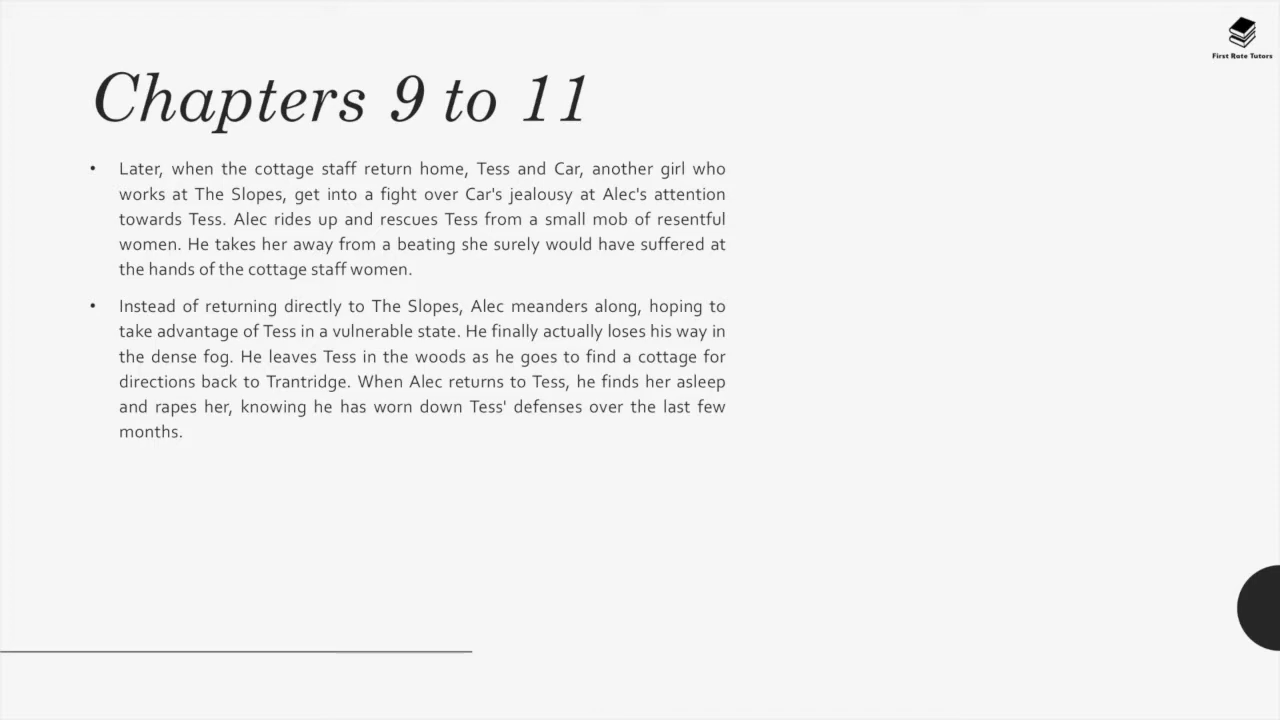 First Rate Tutors
Chapters 9 to 11
• Later, when the cottage staff return home, Tess and Car, another girl who
works at The Slopes, get into a fight over Car's jealousy at Alec's attention
towards Tess. Alec rides up and rescues Tess from a small mob of resentful
women. He takes her away from a beating she surely would have suffered at
the hands of the cottage staff women.
• Instead of returning directly to The Slopes, Alec meanders along, hoping to
take advantage of Tess in a vulnerable state. He finally actually loses his way in
the dense fog. He leaves Tess in the woods as he goes to find a cottage for
directions back to Trantridge. When Alec returns to Tess, he finds her asleep
and rapes her, knowing he has worn down Tess' defenses over the last few
months.